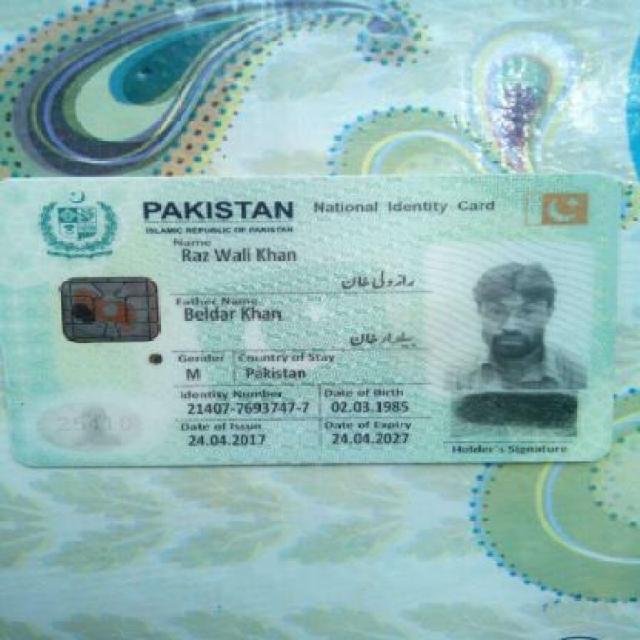 PAKISTAN National Identity Card
ISLAMIC REPUBLIC OF PAKISTAN
Name
Raz Wali Khan
راز ولی خان
Father Name
Beldar Khan
بیلدار خان
Gender Country of Stay
M Pakistan
Identity Number Date of Birth
21407-7693747-7 02.03.1985
Date of Issue Date of Expiry
24.04.2017 24.04.2027
Holder's Signature